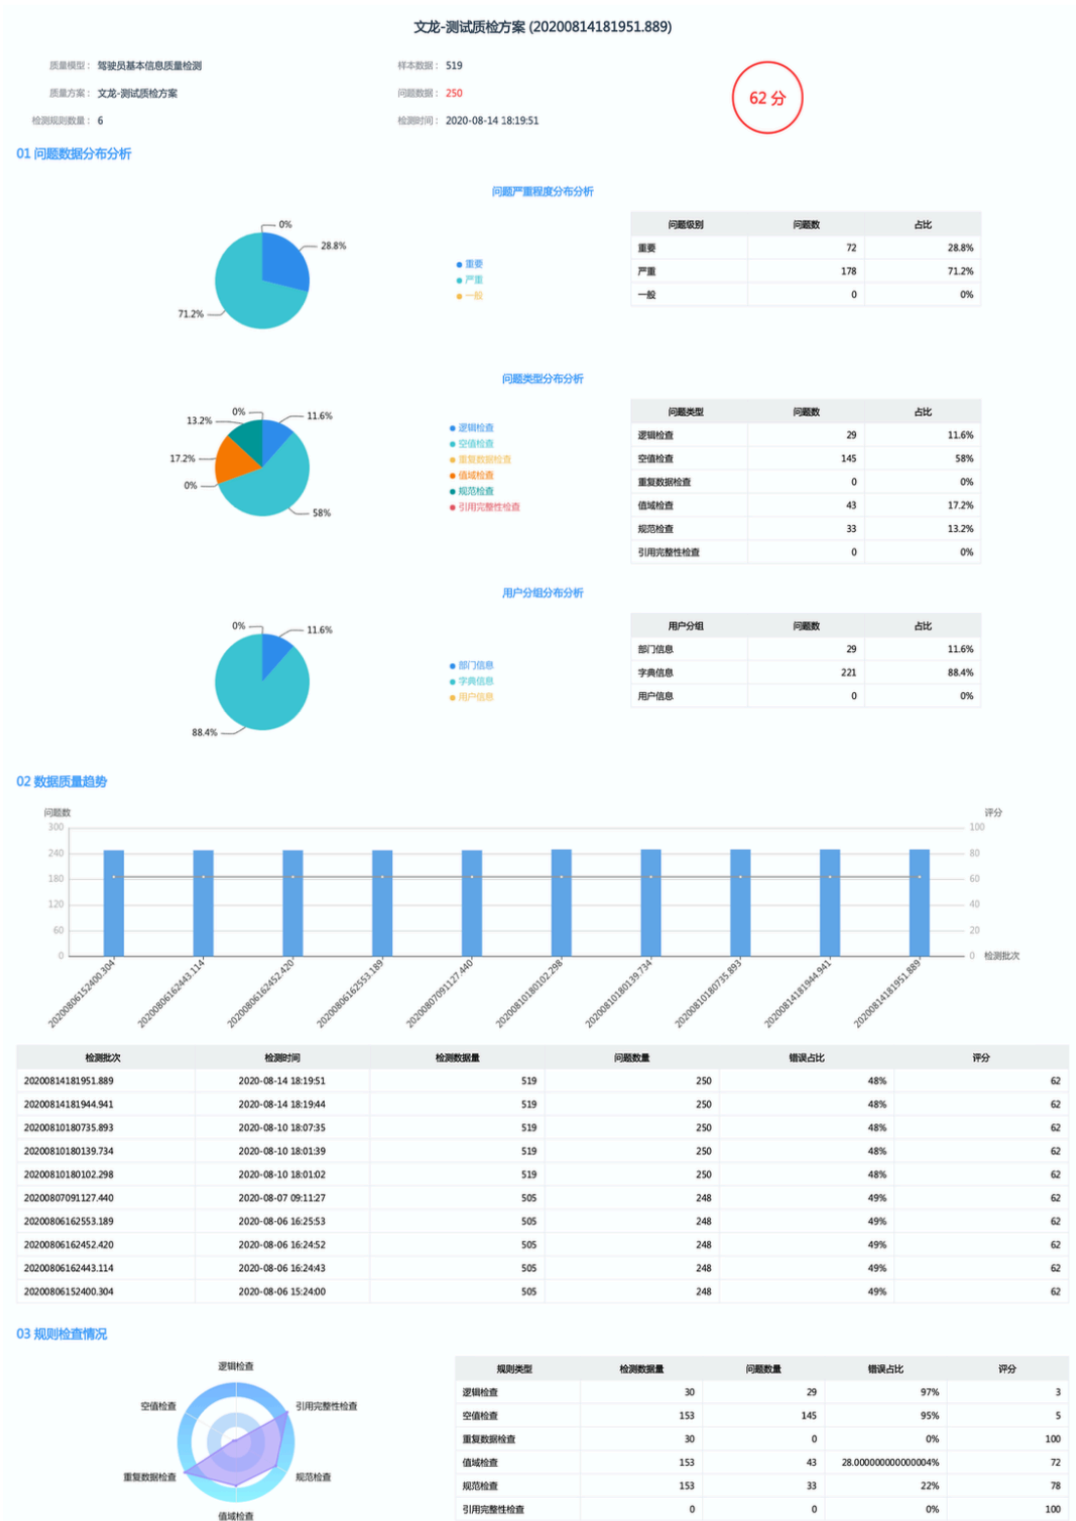 文龙-测试质检方案 (20200814181951.889)
质量模型： 驾驶员基本信息质量检测 样本数据： 519
质量方案： 文龙-测试质检方案 问题数据： 250
62 分
检测规则数量： 6 检测时间： 2020-08-14 18:19:51
01 问题数据分布分析
问题严重程度分布分析
0%
28.8%
71.2%
重要
严重
一般
问题级别 问题数 占比
重要 72 28.8%
严重 178 71.2%
一般 0 0%
问题类型分布分析
0%
11.6%
13.2%
17.2%
0%
58%
逻辑检查
空值检查
重复数据检查
值域检查
规范检查
引用完整性检查
问题类型 问题数 占比
逻辑检查 29 11.6%
空值检查 145 58%
重复数据检查 0 0%
值域检查 43 17.2%
规范检查 33 13.2%
引用完整性检查 0 0%
用户分组分布分析
0%
11.6%
88.4%
部门信息
字典信息
用户信息
用户分组 问题数 占比
部门信息 29 11.6%
字典信息 221 88.4%
用户信息 0 0%
02 数据质量趋势
问题数 评分
300 100
240 80
180 60
120 40
60 20
0 0 检测批次
20200806152400.304 20200806162443.114 20200806162452.420 20200806162553.189 20200807091127.440 20200810180102.298 20200810180139.734 20200810180735.893 20200814181944.941 20200814181951.889
检测批次 检测时间 检测数据量 问题数量 错误占比 评分
20200814181951.889 2020-08-14 18:19:51 519 250 48% 62
20200814181944.941 2020-08-14 18:19:44 519 250 48% 62
20200810180735.893 2020-08-10 18:07:35 519 250 48% 62
20200810180139.734 2020-08-10 18:01:39 519 250 48% 62
20200810180102.298 2020-08-10 18:01:02 519 250 48% 62
20200807091127.440 2020-08-07 09:11:27 505 248 49% 62
20200806162553.189 2020-08-06 16:25:53 505 248 49% 62
20200806162452.420 2020-08-06 16:24:52 505 248 49% 62
20200806162443.114 2020-08-06 16:24:43 505 248 49% 62
20200806152400.304 2020-08-06 15:24:00 505 248 49% 62
03 规则检查情况
逻辑检查
空值检查
引用完整性检查
重复数据检查
规范检查
值域检查
规则类型 检测数据量 问题数量 错误占比 评分
逻辑检查 30 29 97% 3
空值检查 153 145 95% 5
重复数据检查 30 0 0% 100
值域检查 153 43 28.000000000000004% 72
规范检查 153 33 22% 78
引用完整性检查 0 0 0% 100